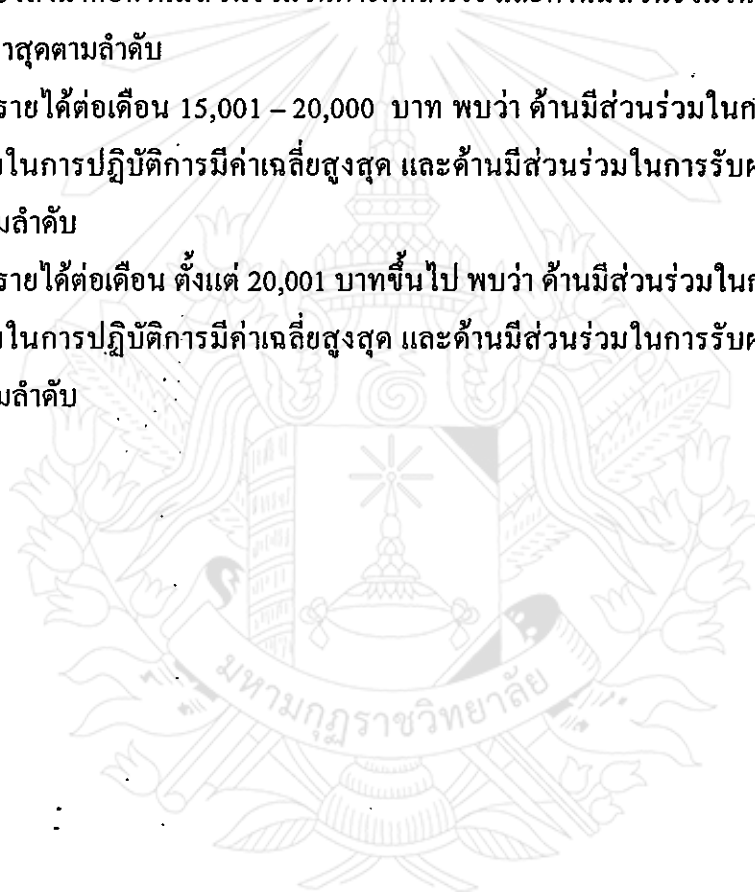 าสุดตามลำดับ
รายได้ต่อเดือน 15,001 – 20,000 บาท พบว่า ด้านมีส่วนร่วมในก
ในการปฏิบัติการมีค่าเฉลี่ยสูงสุด และด้านมีส่วนร่วมในการรับผ
มลำดับ
รายได้ต่อเดือน ตั้งแต่ 20,001 บาทขึ้นไป พบว่า ด้านมีส่วนร่วมในก
ในการปฏิบัติการมีค่าเฉลี่ยสูงสุด และด้านมีส่วนร่วมในการรับผ
มลำดับ
มหามกุฏราชวิทยาลัย